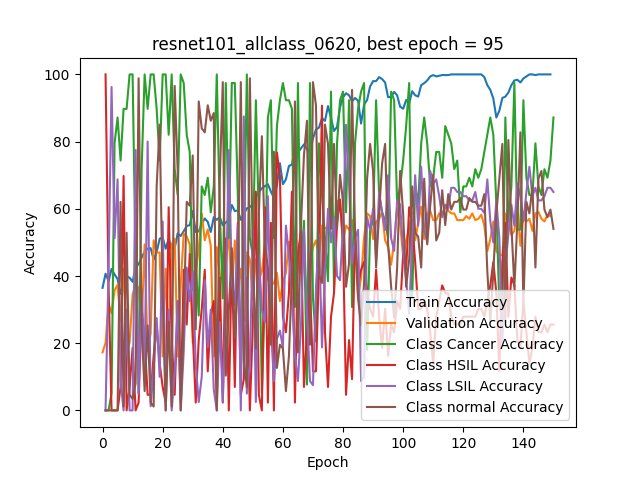 resnet101_allclass_0620, best epoch = 95
100
80
60
40
20
0
Accuracy
Train Accuracy
Validation Accuracy
Class Cancer Accuracy
Class HSIL Accuracy
Class LSIL Accuracy
Class normal Accuracy
0 20 40 60 80 100 120 140
Epoch